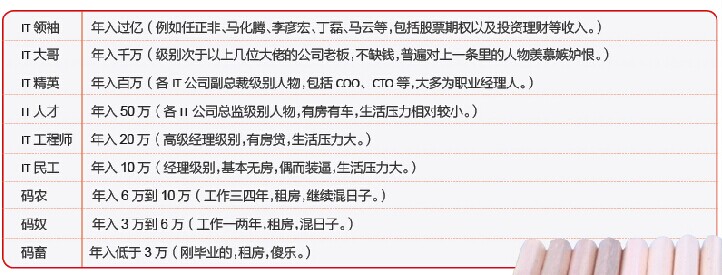 IT 领袖 年入过亿（例如任正非、马化腾、李彦宏、丁磊、马云等，包括股票期权以及投资理财等收入。）
IT 大哥 年入千万（级别次于以上几位大佬的公司老板，不缺钱，普遍对上一条里的人物羡慕嫉妒恨。）
IT 精英 年入百万（各 IT 公司副总裁级别人物，包括 COO、CTO 等，大多为职业经理人。）
IT 人才 年入 50 万（各 IT 公司总监级别人物，有房有车，生活压力相对较小。）
IT 工程师 年入 20 万（高级经理级别，有房贷，生活压力大。）
IT 民工 年入 10 万（经理级别，基本无房，偶而装逼，生活压力大。）
码农 年入 6 万到 10 万（工作三四年，租房，继续混日子。）
码奴 年入 3 万到 6 万（工作一两年，租房，混日子。）
码畜 年入低于 3 万（刚毕业的，租房，傻乐。）